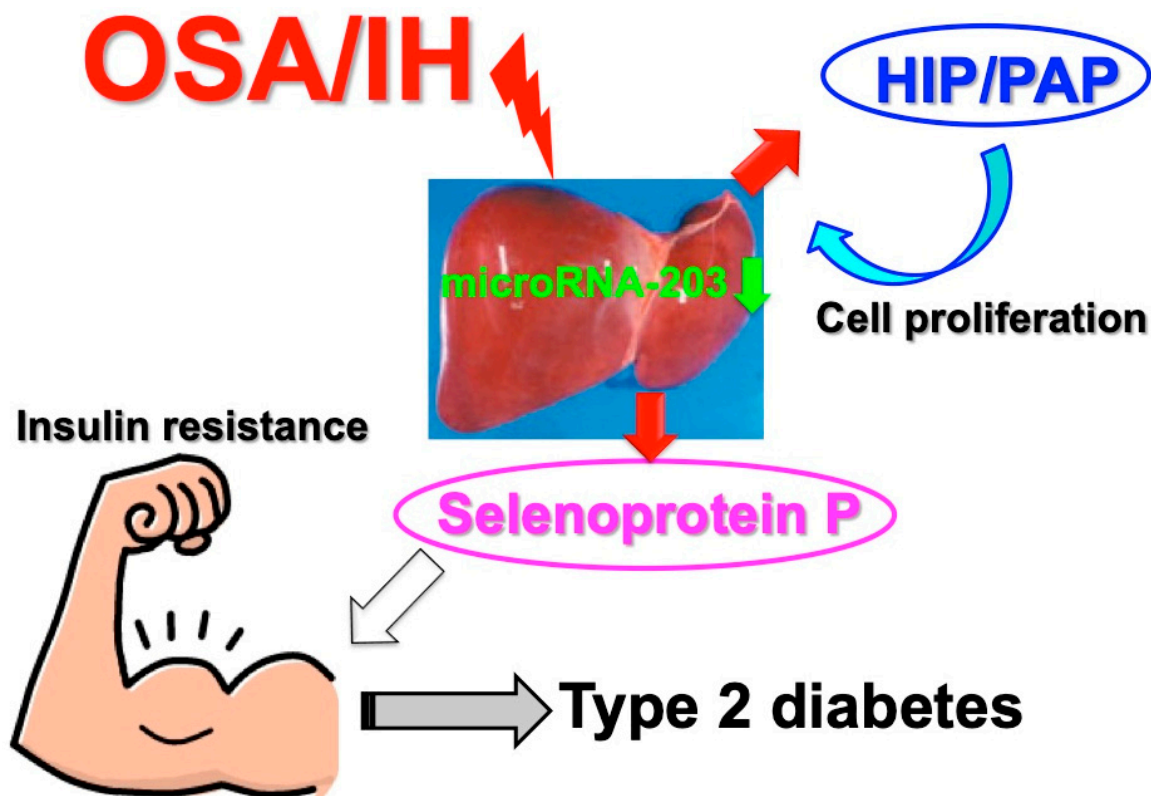 OSA/IH
HIP/PAP
microRNA-203
Cell proliferation
Insulin resistance
Selenoprotein P
Type 2 diabetes